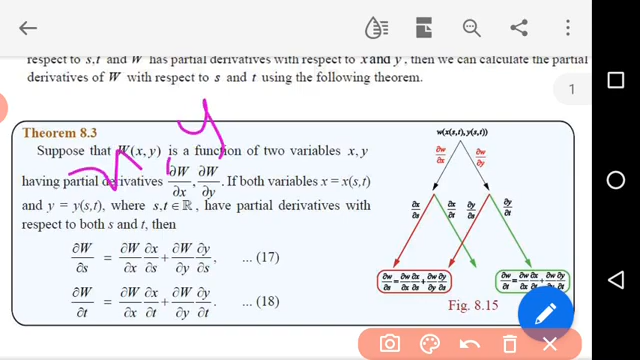 respect to s,t and W has partial derivatives with respect to x and y, then we can calculate the partial
derivatives of W with respect to s and t using the following theorem.
1
Theorem 8.3
Suppose that W(x, y) is a function of two variables x, y
having partial derivatives ∂W/∂x, ∂W/∂y. If both variables x = x(s,t)
and y = y(s,t), where s,t ∈ ℝ, have partial derivatives with
respect to both s and t, then
∂W/∂s = ∂W/∂x ∂x/∂s + ∂W/∂y ∂y/∂s, ... (17)
∂W/∂t = ∂W/∂x ∂x/∂t + ∂W/∂y ∂y/∂t. ... (18)
w(x(s,t), y(s,t))
∂w/∂x ∂w/∂y
∂x/∂s ∂x/∂t ∂y/∂s ∂y/∂t
∂w/∂s = ∂w/∂x ∂x/∂s + ∂w/∂y ∂y/∂s
Fig. 8.15
x y